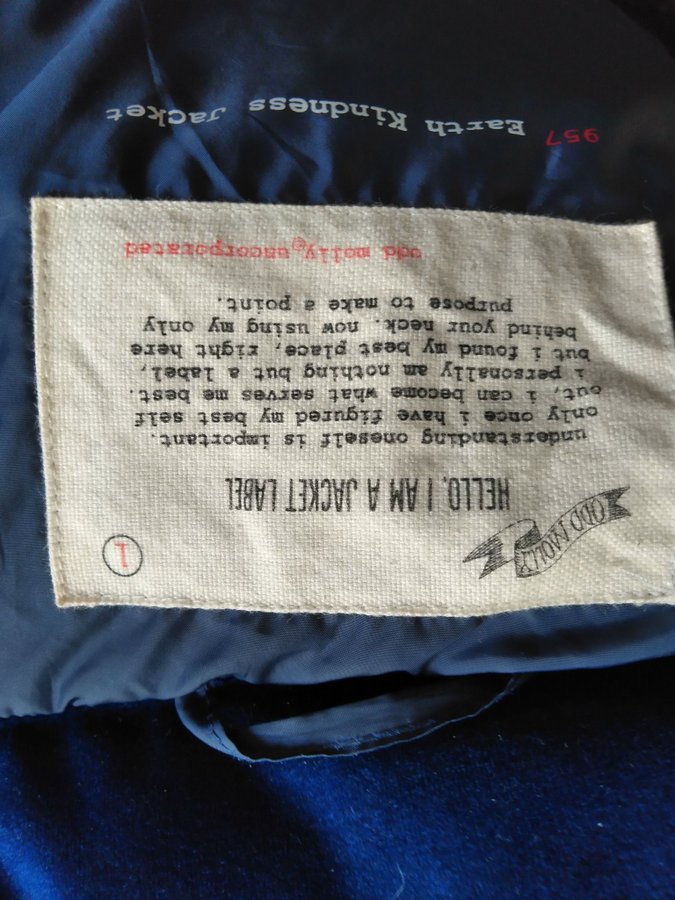 ODD MOLLY
1
HELLO, I AM A JACKET LABEL
understanding oneself is important.
only once i have figured my best self
out, i can become what serves me best.
i personally am nothing but a label,
but i found my best place, right here
behind your neck. now using my only
purpose to make a point.
odd molly@uncorporated
957 Earth Kindness Jacket